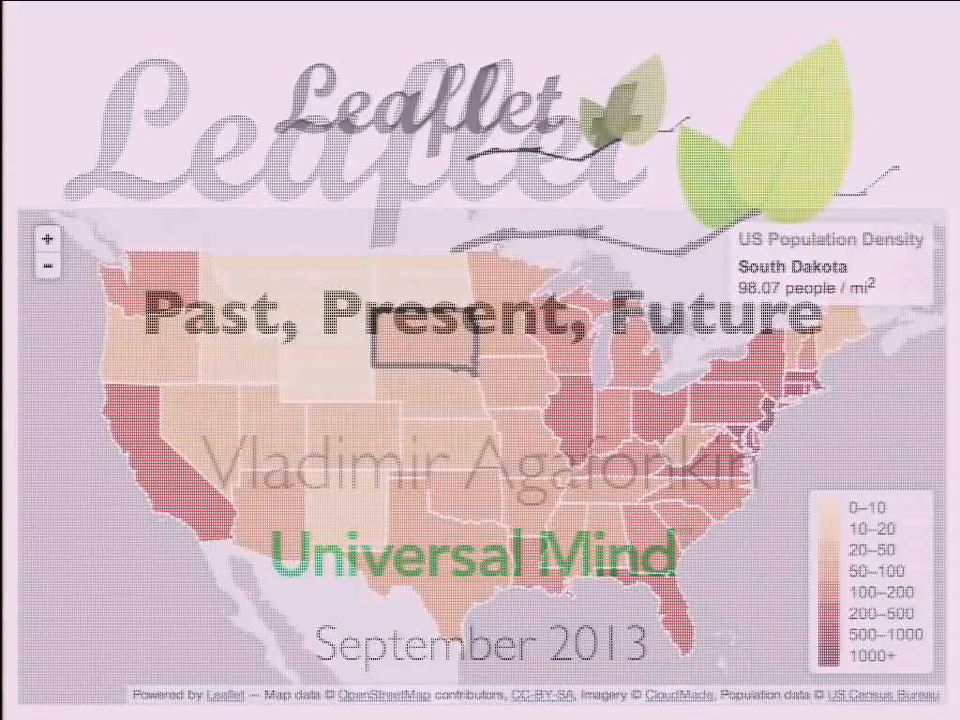 Leaflet
Leaflet
+
−
US Population Density
South Dakota
98.07 people / mi²
Past, Present, Future
Vladimir Agafonkin
Universal Mind™
0–10
10–20
20–50
50–100
100–200
200–500
500–1000
1000+
September 2013
Powered by Leaflet — Map data © OpenStreetMap contributors, CC-BY-SA, Imagery © CloudMade, Population data © US Census Bureau